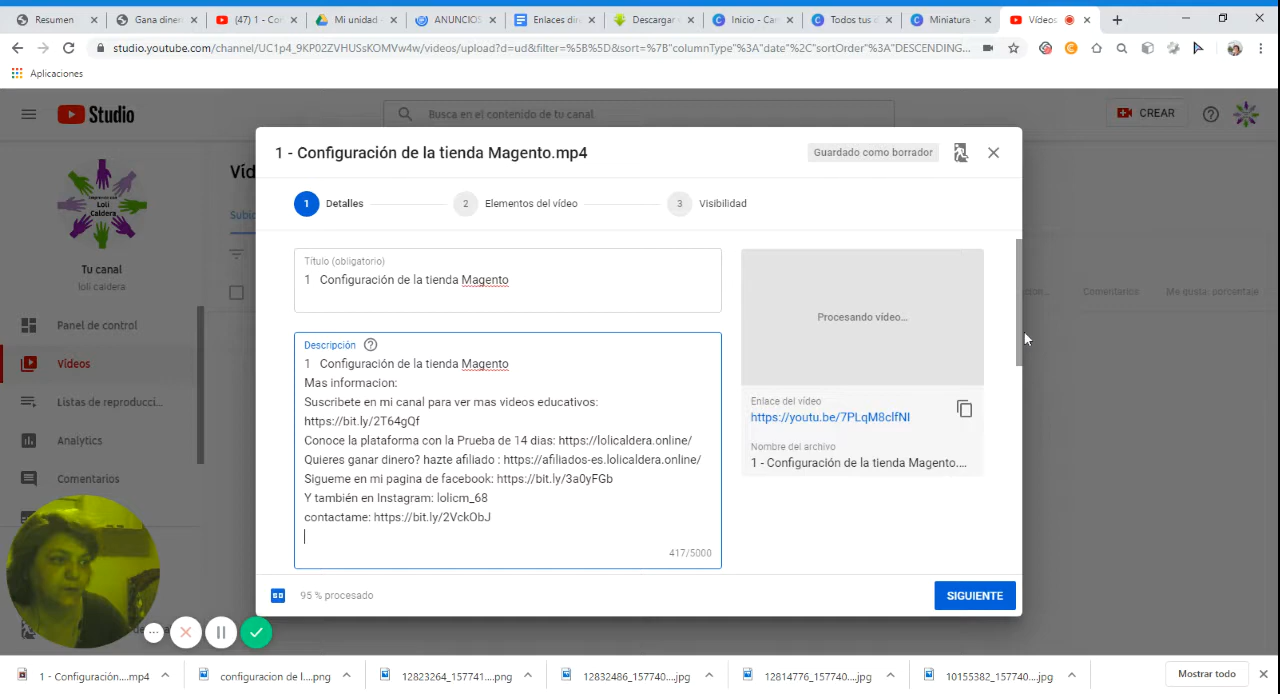 Resumen
Gana diner
(47) 1 - Cor
Mi unidad -
ANUNCIOS
Enlaces dir
Descargar v
Inicio - Can
Todos tus d
Miniatura -
Vídeos
studio.youtube.com/channel/UC1p4_9KP02ZVHUSsKOMVw4w/videos/upload?d=ud&filter=%5B%5D&sort=%7B"columnType"%3A"date"%2C"sortOrder"%3A"DESCENDING...
Aplicaciones
Studio
Busca en el contenido de tu canal
CREAR
Loli
Caldera
Tu canal
loli caldera
Panel de control
Vídeos
Listas de reproducci...
Analytics
Comentarios
Víd
Subid
Comentarios
Me gusta: porcentaje
1 - Configuración de la tienda Magento.mp4
Guardado como borrador
1 Detalles
2 Elementos del vídeo
3 Visibilidad
Título (obligatorio)
1 Configuración de la tienda Magento
Descripción
1 Configuración de la tienda Magento
Mas informacion:
Suscribete en mi canal para ver mas videos educativos:
https://bit.ly/2T64gQf
Conoce la plataforma con la Prueba de 14 dias: https://lolicaldera.online/
Quieres ganar dinero? hazte afiliado : https://afiliados-es.lolicaldera.online/
Sigueme en mi pagina de facebook: https://bit.ly/3a0yFGb
Y también en Instagram: lolicm_68
contactame: https://bit.ly/2VckObJ
417/5000
Procesando vídeo...
Enlace del vídeo
https://youtu.be/7PLqM8clfNI
Nombre del archivo
1 - Configuración de la tienda Magento....
95 % procesado
SIGUIENTE
1 - Configuración....mp4
configuracion de l....png
12823264_157741....png
12832486_157740....jpg
12814776_157740....jpg
10155382_157740....jpg
Mostrar todo